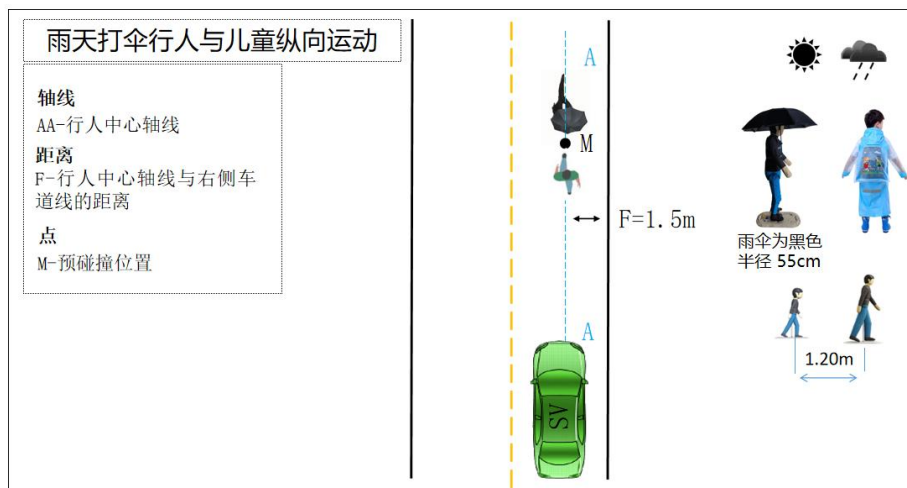 雨天打伞行人与儿童纵向运动
轴线
AA-行人中心轴线
距离
F-行人中心轴线与右侧车
道线的距离
点
M-预碰撞位置
A
M
F=1.5m
A
SV
雨伞为黑色
半径 55cm
1.20m